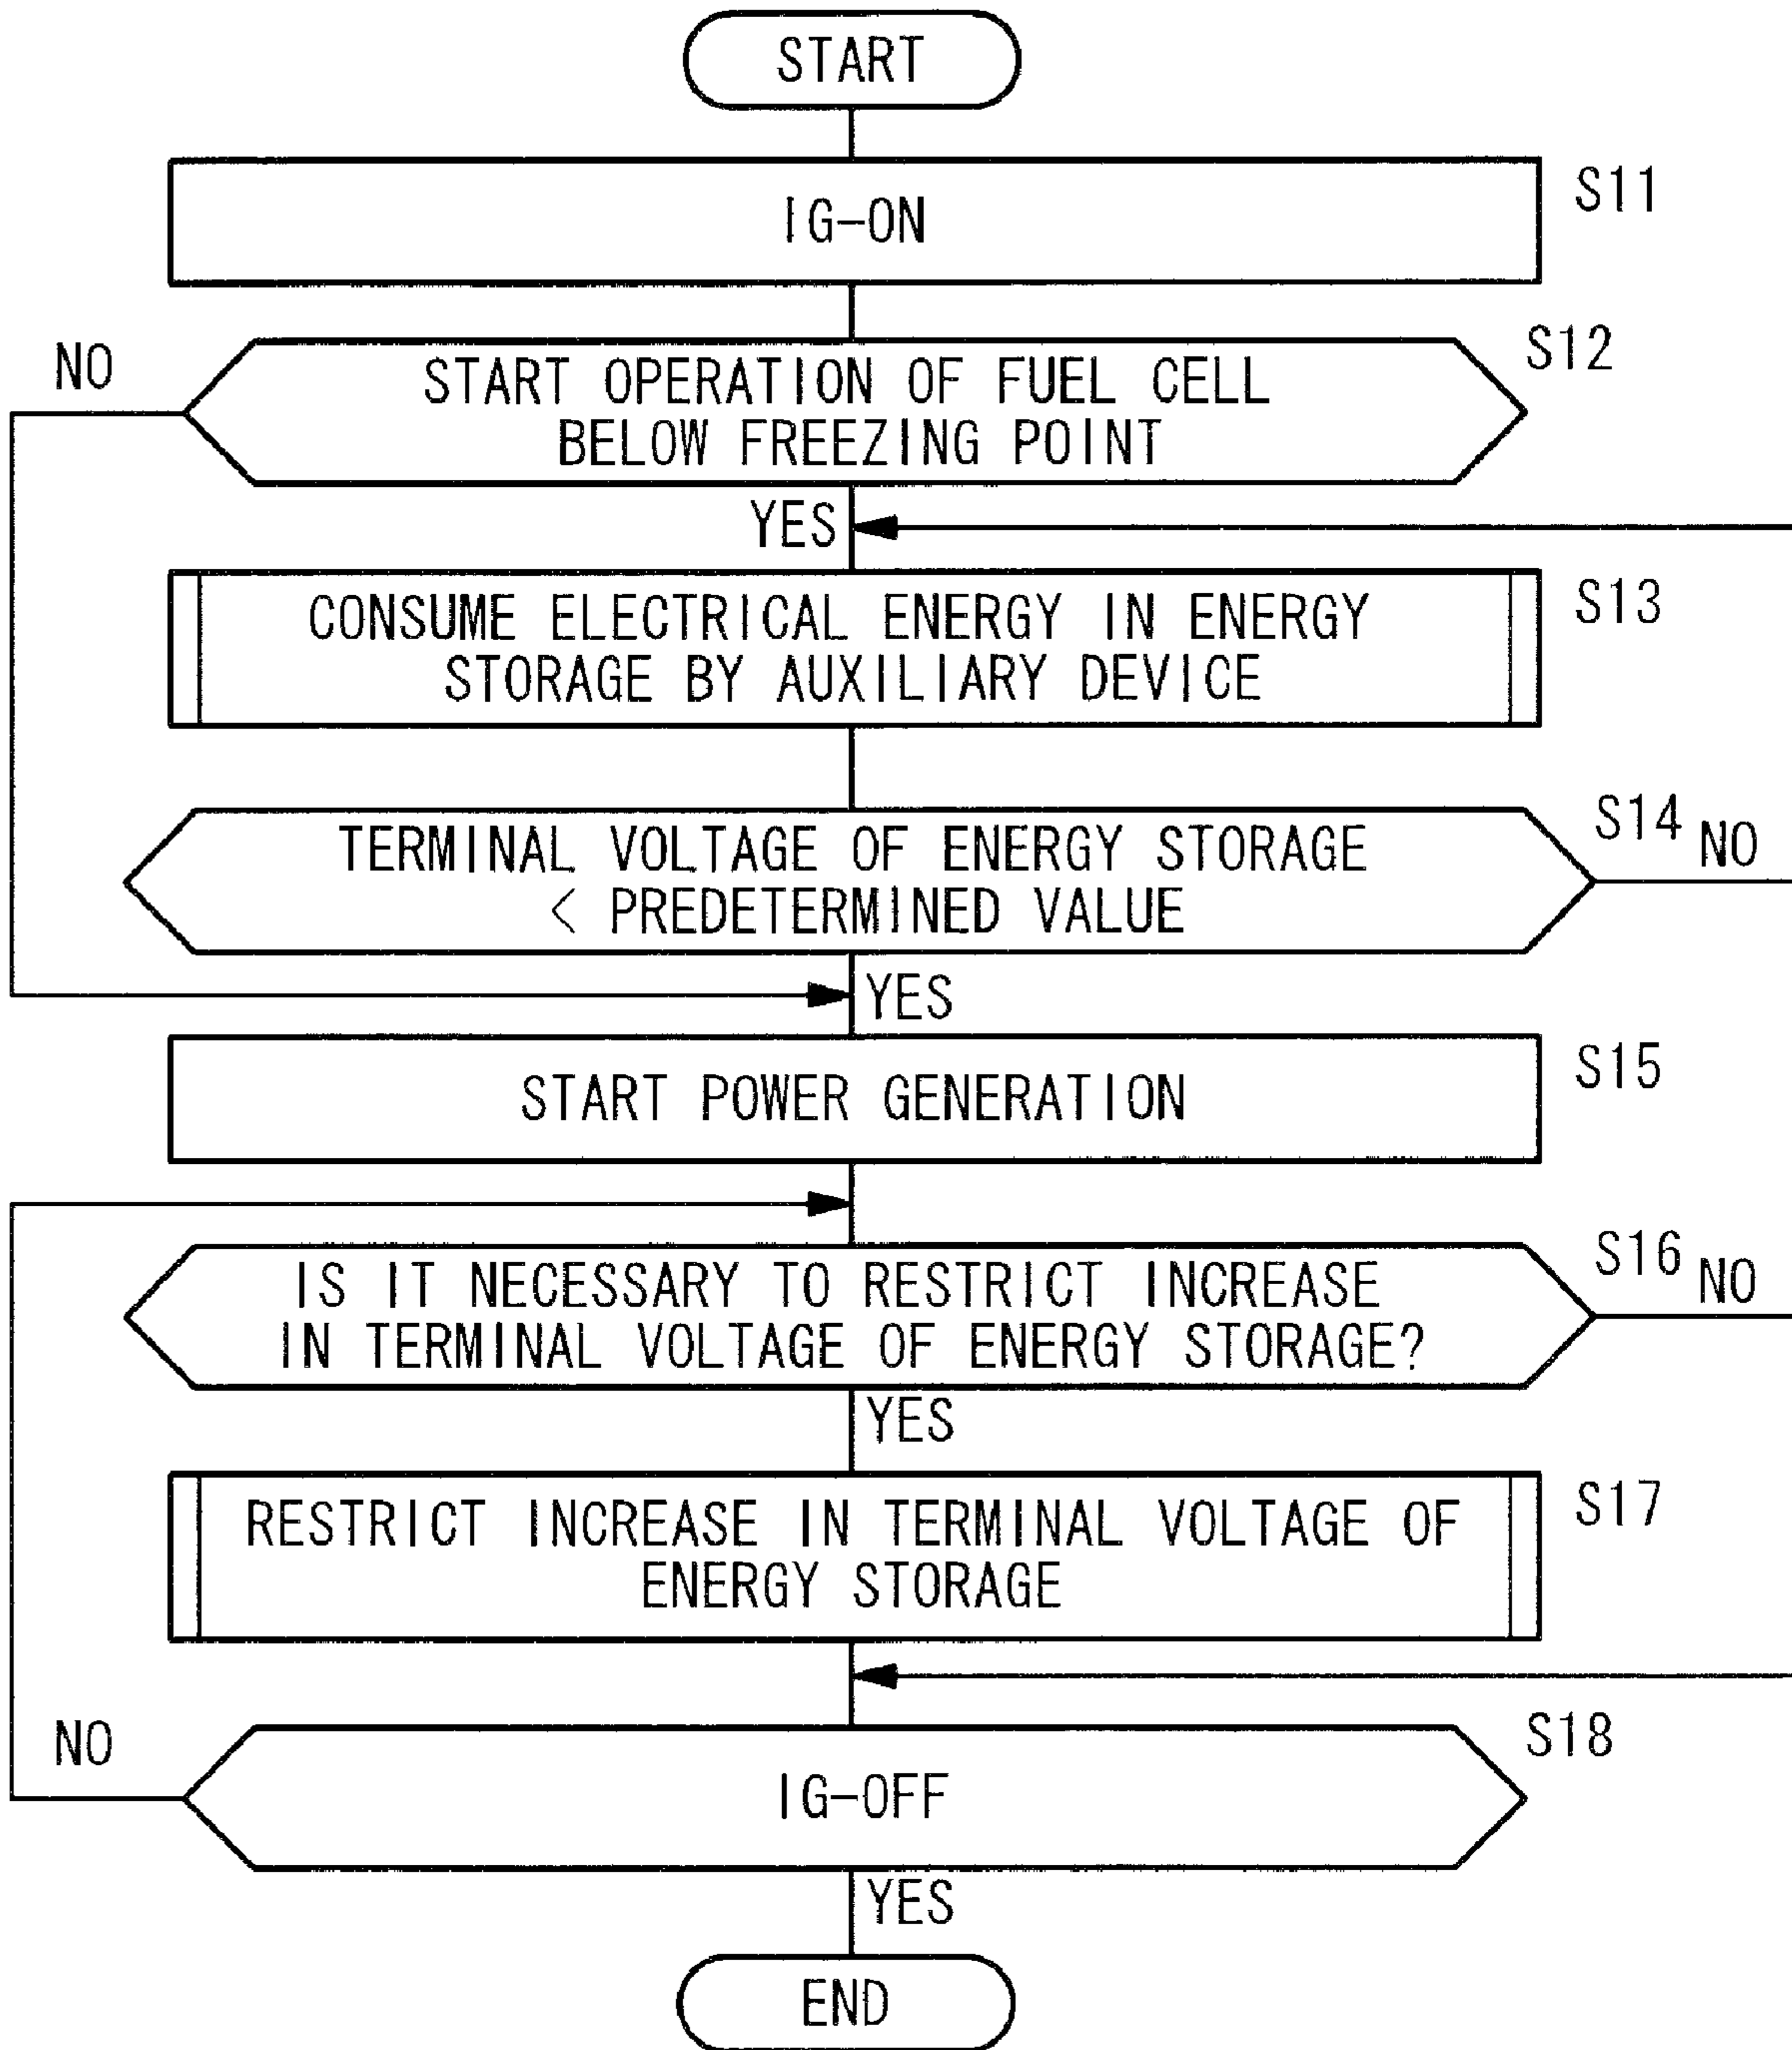 START
IG-ON
S11
NO
START OPERATION OF FUEL CELL
BELOW FREEZING POINT
S12
YES
CONSUME ELECTRICAL ENERGY IN ENERGY
STORAGE BY AUXILIARY DEVICE
S13
TERMINAL VOLTAGE OF ENERGY STORAGE
< PREDETERMINED VALUE
S14
NO
YES
START POWER GENERATION
S15
IS IT NECESSARY TO RESTRICT INCREASE
IN TERMINAL VOLTAGE OF ENERGY STORAGE?
S16
NO
YES
RESTRICT INCREASE IN TERMINAL VOLTAGE OF
ENERGY STORAGE
S17
NO
IG-OFF
S18
YES
END